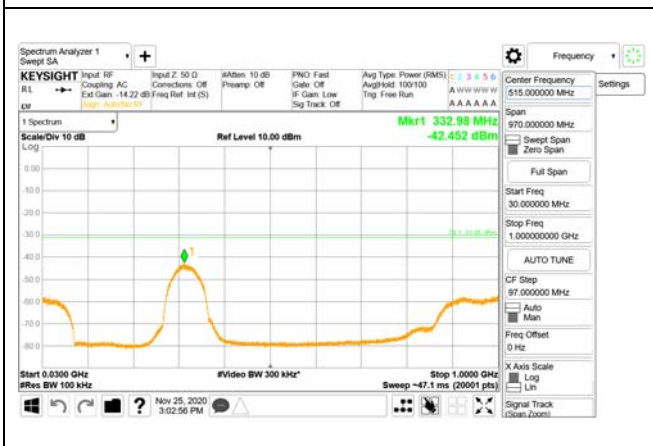 Spectrum Analyzer 1
Swept SA
Frequency
KEYSIGHT
RL
Input: RF
Coupling: AC
Ext Gain: -14.22 dB
Align: Auto/No RF
Input Z: 50 Ω
Corrections: Off
Freq Ref: Int (S)
#Atten: 10 dB
Preamp: Off
PNO: Fast
Gate: Off
IF Gain: Low
Sig Track: Off
Avg Type: Power (RMS)
Avg|Hold: 100/100
Trig: Free Run
1 2 3 4 5 6
A W W W W W
A A A A A A
1 Spectrum
Scale/Div 10 dB
Log
Ref Level 10.00 dBm
Mkr1 332.98 MHz
-42.452 dBm
0.00
-10.0
-20.0
-30.0
-40.0
-50.0
-60.0
-70.0
-80.0
1
Start 0.0300 GHz
#Res BW 100 kHz
#Video BW 300 kHz*
Stop 1.0000 GHz
Sweep ~47.1 ms (20001 pts)
Nov 25, 2020
3:02:56 PM
Center Frequency
515.000000 MHz
Settings
Span
970.000000 MHz
Swept Span
Zero Span
Full Span
Start Freq
30.000000 MHz
Stop Freq
1.000000000 GHz
AUTO TUNE
CF Step
97.000000 MHz
Auto
Man
Freq Offset
0 Hz
X Axis Scale
Log
Lin
Signal Track
(Span Zoom)